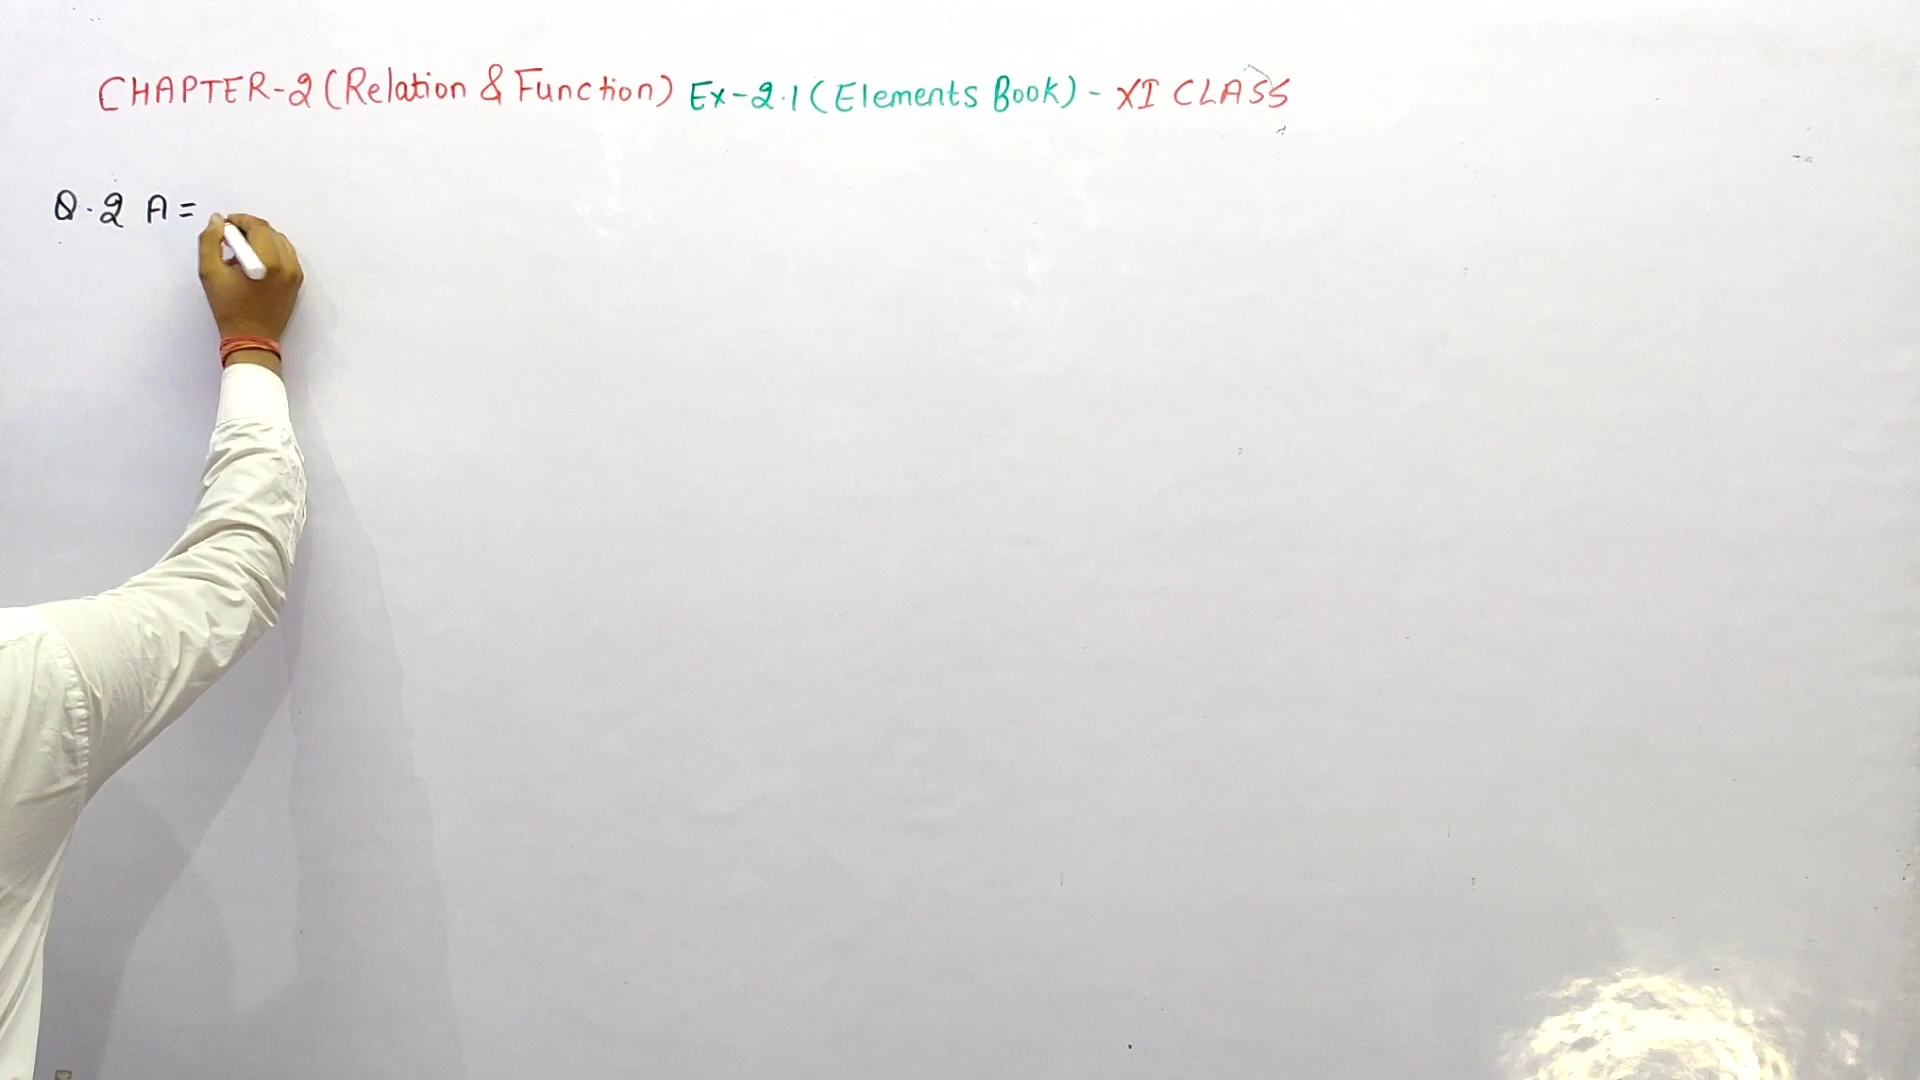 CHAPTER-2 (Relation & Function) Ex-2.1 (Elements Book) - XI CLASS
Q.2 A =